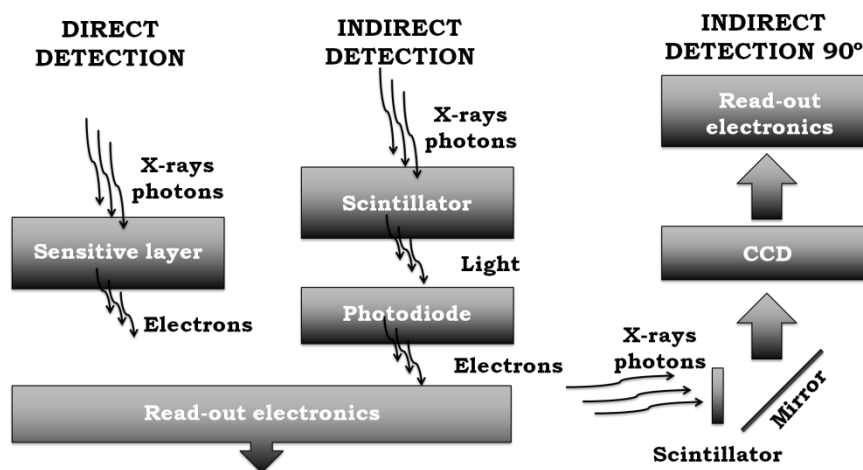 DIRECT
DETECTION
X-rays
photons
Sensitive layer
Electrons
INDIRECT
DETECTION
X-rays
photons
Scintillator
Light
Photodiode
Electrons
Read-out electronics
INDIRECT
DETECTION 90º
Read-out
electronics
CCD
X-rays
photons
Mirror
Scintillator